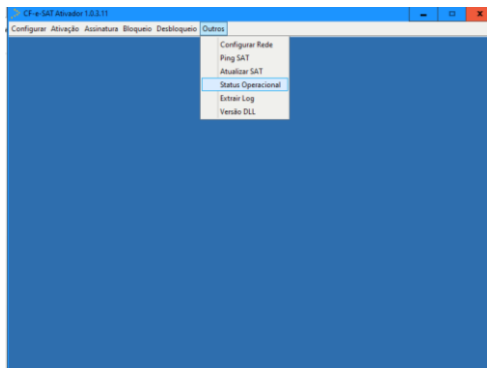 CF-e-SAT Ativador 1.0.3.11
Configurar Ativação Assinatura Bloqueio Desbloqueio Outros
Configurar Rede
Ping SAT
Atualizar SAT
Status Operacional
Extrair Log
Versão DLL